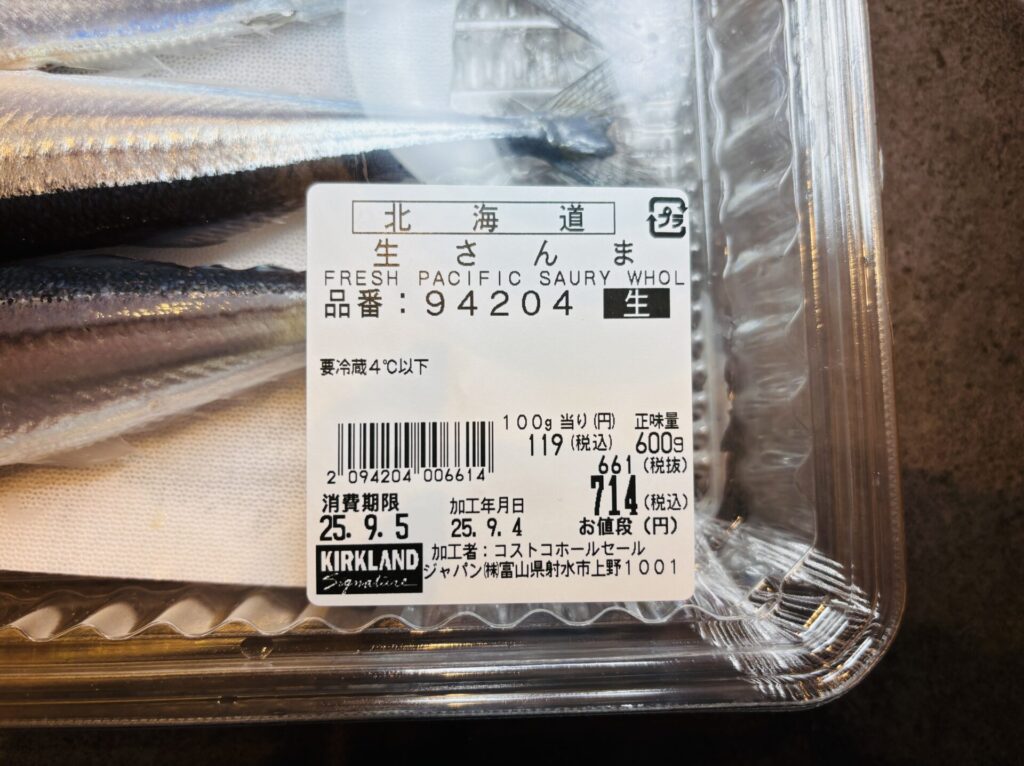 北海道
プラ
生さんま
FRESH PACIFIC SAURY WHOL
品番：94204 生
要冷蔵4℃以下
100g 当り(円) 正味量
119(税込) 600g
661(税抜)
714(税込)
お値段(円)
2 094204 006614
消費期限 加工年月日
25.9.5 25.9.4
KIRKLAND
Signature
加工者：コストコホールセール
ジャパン㈱富山県射水市上野1001